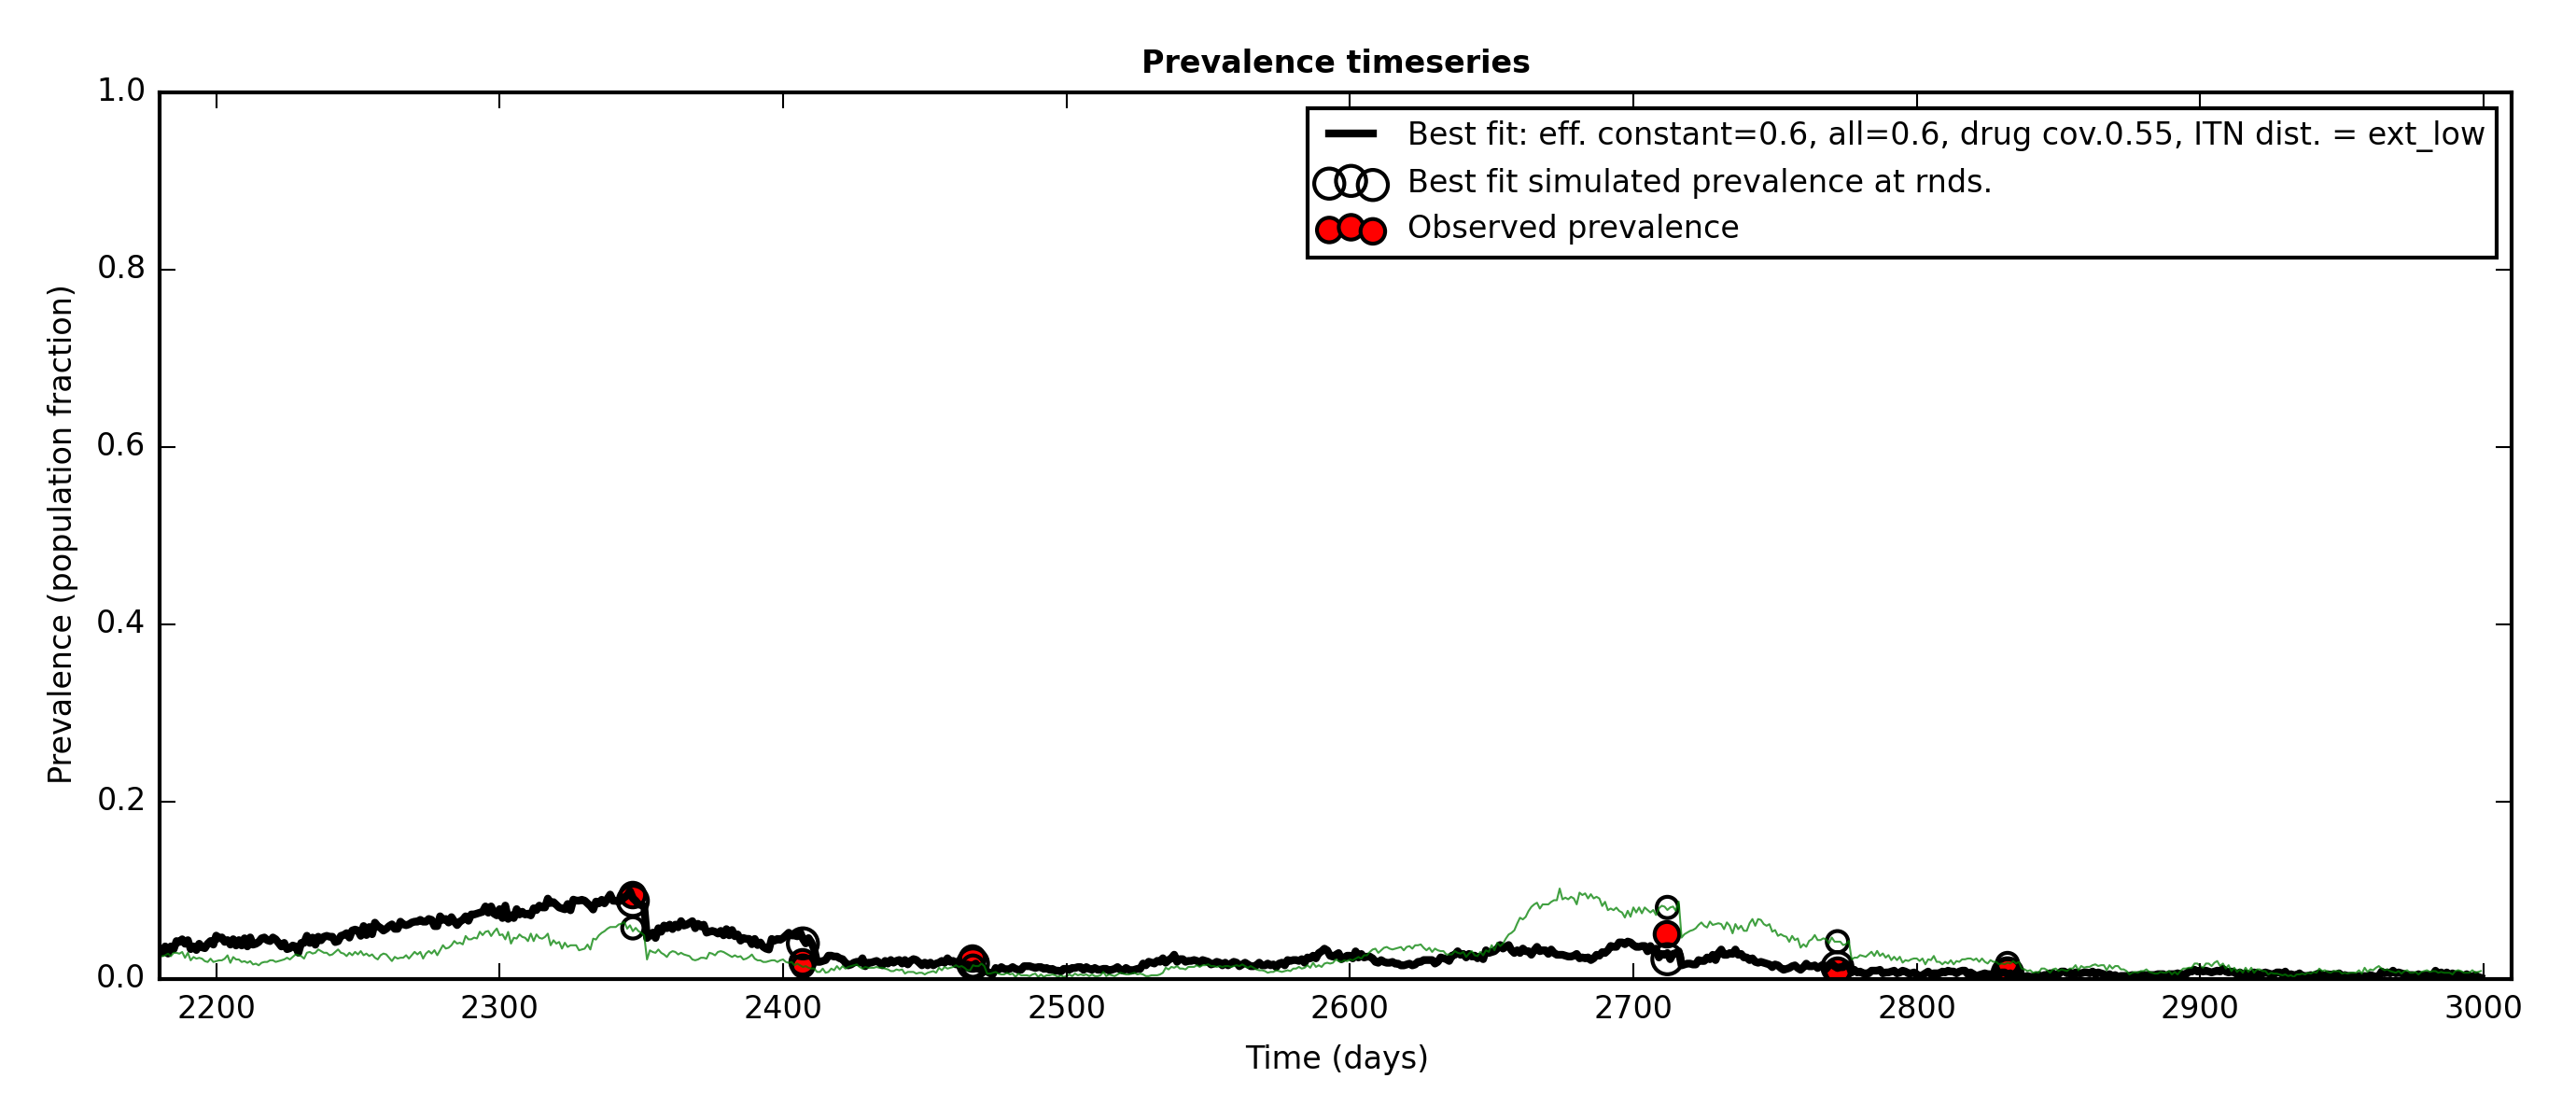 Prevalence timeseries
1.0
0.8
0.6
0.4
0.2
0.0
Prevalence (population fraction)
Best fit: eff. constant=0.6, all=0.6, drug cov.0.55, ITN dist. = ext_low
Best fit simulated prevalence at rnds.
Observed prevalence
2200 2300 2400 2500 2600 2700 2800 2900 3000
Time (days)